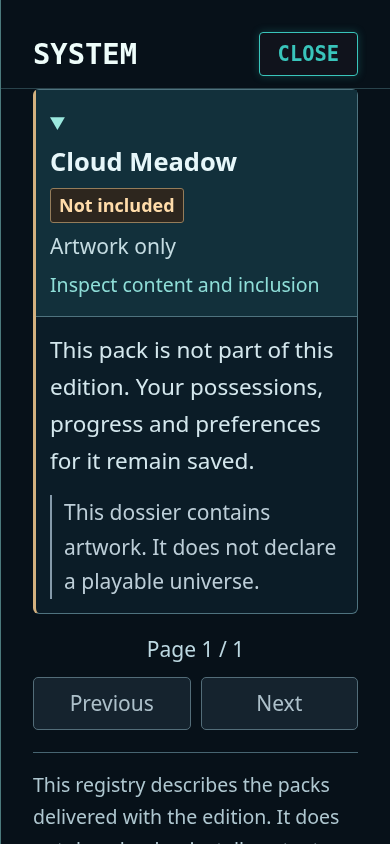 SYSTEM
CLOSE
Cloud Meadow
Not included
Artwork only
Inspect content and inclusion
This pack is not part of this
edition. Your possessions,
progress and preferences
for it remain saved.
This dossier contains
artwork. It does not declare
a playable universe.
Page 1 / 1
Previous
Next
This registry describes the packs
delivered with the edition. It does